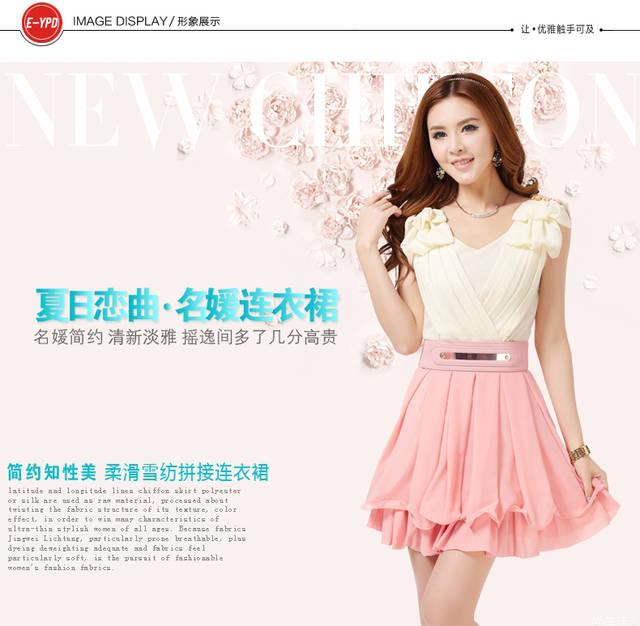 E-YPD
IMAGE DISPLAY/形象展示
让·优雅触手可及
NEW CHIFFON
夏日恋曲·名媛连衣裙
名媛简约 清新淡雅 摇逸间多了几分高贵
简约知性美 柔滑雪纺拼接连衣裙
latitude and longitude lines chiffon skirt polyester
or silk are used as raw material, processed about
twisting the fabric structure of its texture, color
effect, in order to win many characteristics of
ultra-thin stylish women of all ages. Because fabrics
Jingwei Lichtung, particularly prone breathable, plus
dyeing deweighting adequate and fabric feel
particularly soft, is the pursuit of fashionable
women's fashion fabrics.